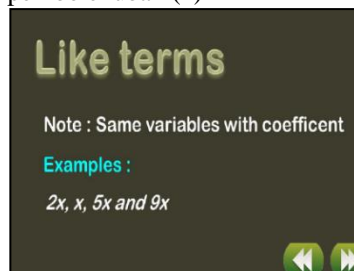 Like terms
Note : Same variables with coefficent
Examples :
2x, x, 5x and 9x